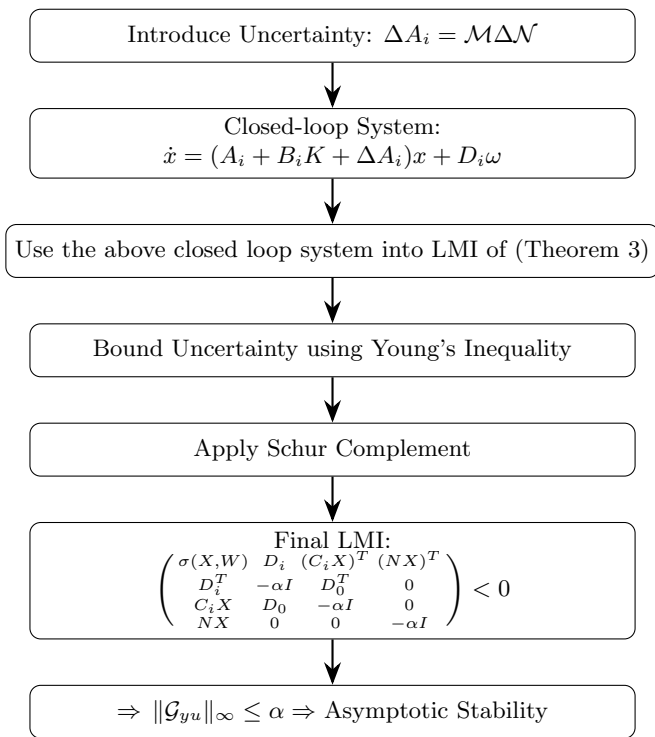 Introduce Uncertainty: ΔA_i = ℳΔ𝒩
Closed-loop System:
ẋ = (A_i + B_iK + ΔA_i)x + D_iω
Use the above closed loop system into LMI of (Theorem 3)
Bound Uncertainty using Young's Inequality
Apply Schur Complement
Final LMI:
σ(X,W) D_i (C_iX)^T (NX)^T
D_i^T −αI D_0^T 0
C_iX D_0 −αI 0 < 0
NX 0 0 −αI
⇒ ‖𝒢_yu‖_∞ ≤ α ⇒ Asymptotic Stability